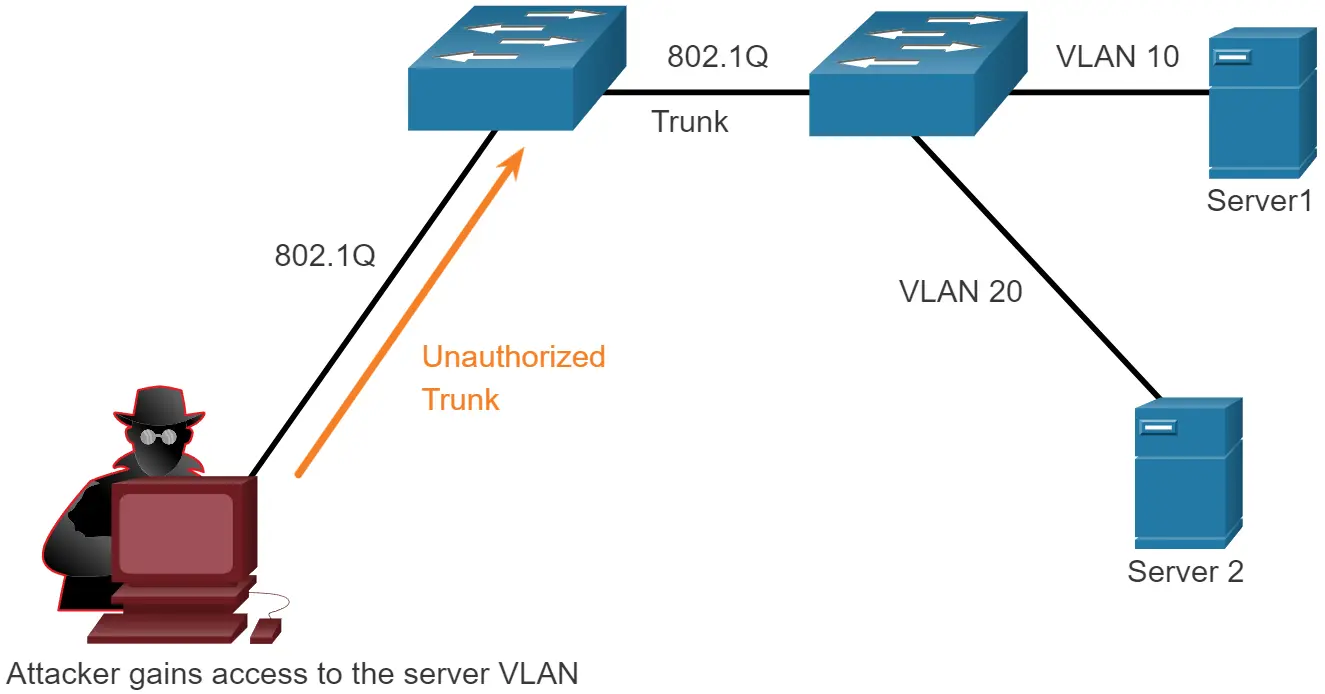 802.1Q
Trunk
VLAN 10
Server1
802.1Q
VLAN 20
Unauthorized
Trunk
Server 2
Attacker gains access to the server VLAN